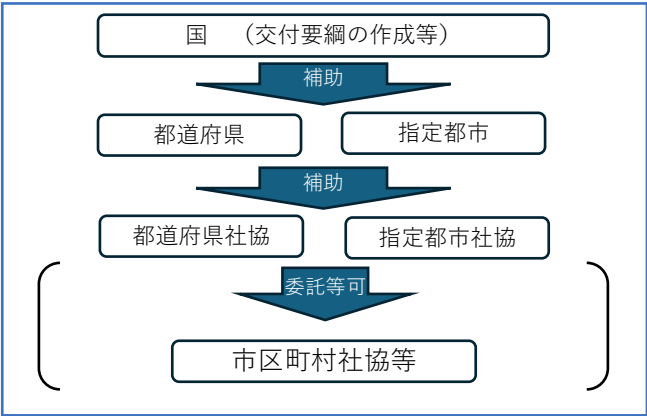 国　（交付要綱の作成等）
補助
都道府県
指定都市
補助
都道府県社協
指定都市社協
委託等可
市区町村社協等